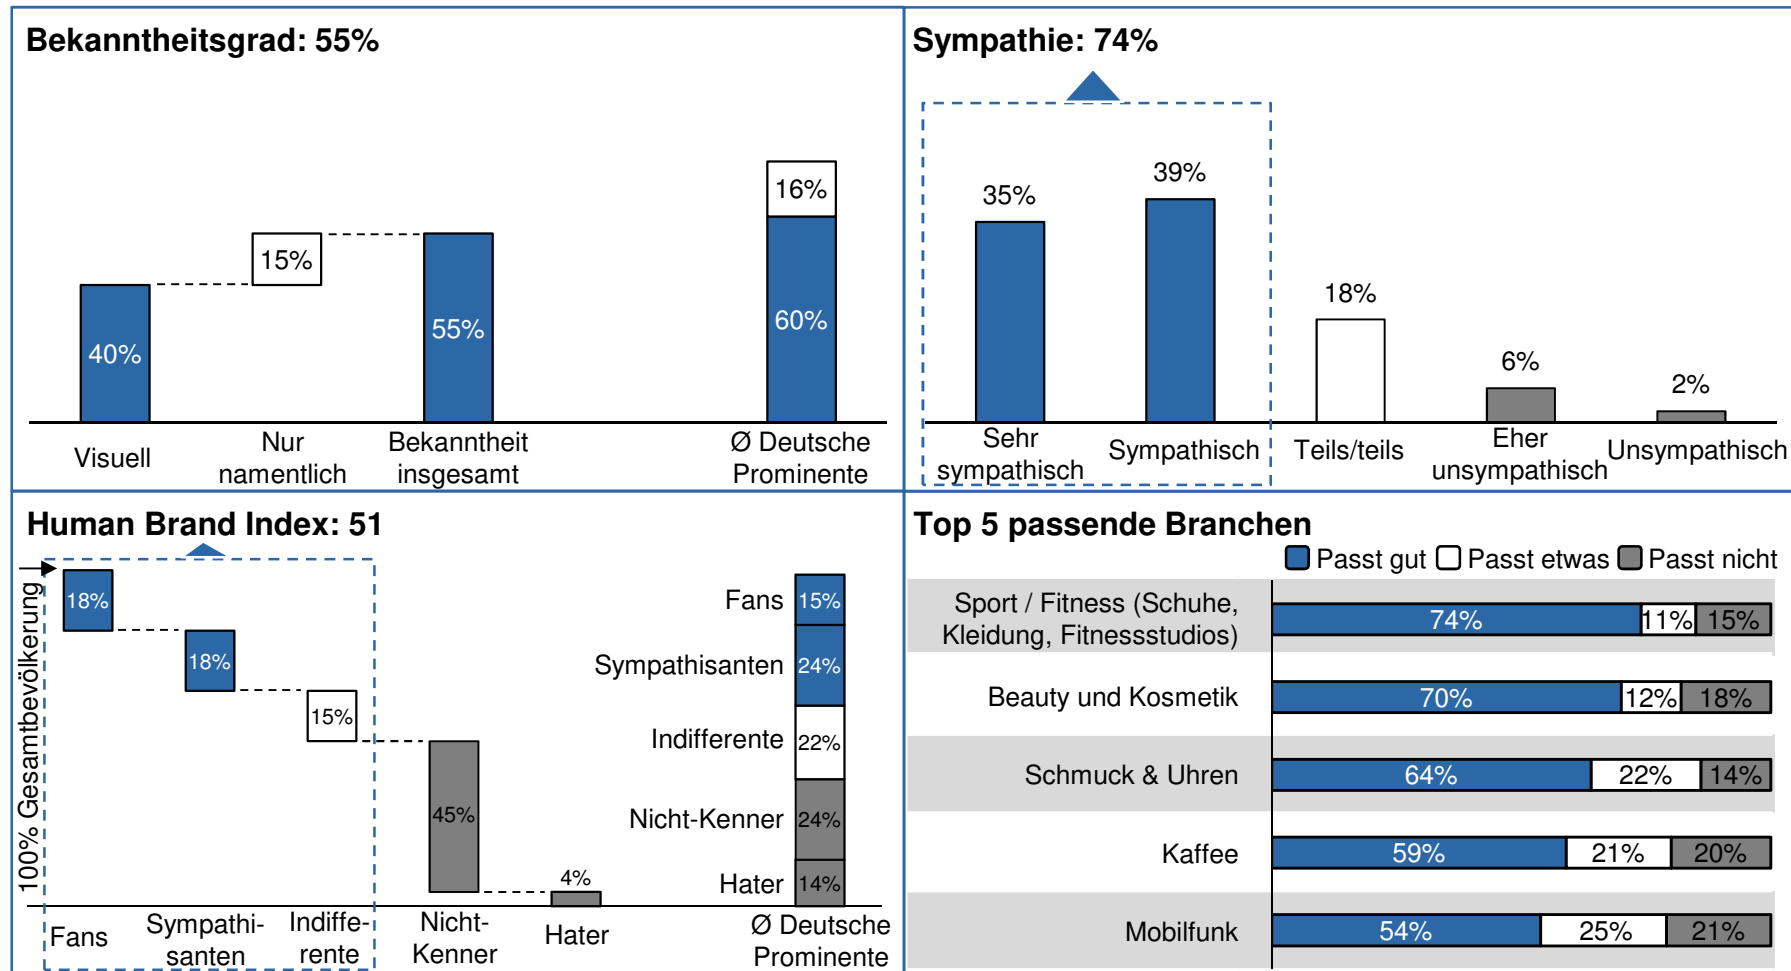 Bekanntheitsgrad: 55%
16%
15%
60%
55%
40%
Visuell
Nur
namentlich
Bekanntheit
insgesamt
Ø Deutsche
Prominente
Sympathie: 74%
35%
39%
18%
6%
2%
Sehr
sympathisch
Sympathisch
Teils/teils
Eher
unsympathisch
Unsympathisch
Human Brand Index: 51
100% Gesamtbevölkerung
18%
18%
15%
45%
4%
Fans
Sympathi-
santen
Indiffe-
rente
Nicht-
Kenner
Hater
Fans 15%
Sympathisanten 24%
Indifferente 22%
Nicht-Kenner 24%
Hater 14%
Ø Deutsche
Prominente
Top 5 passende Branchen
Passt gut Passt etwas Passt nicht
Sport / Fitness (Schuhe,
Kleidung, Fitnessstudios)
74% 11% 15%
Beauty und Kosmetik 70% 12% 18%
Schmuck & Uhren 64% 22% 14%
Kaffee 59% 21% 20%
Mobilfunk 54% 25% 21%